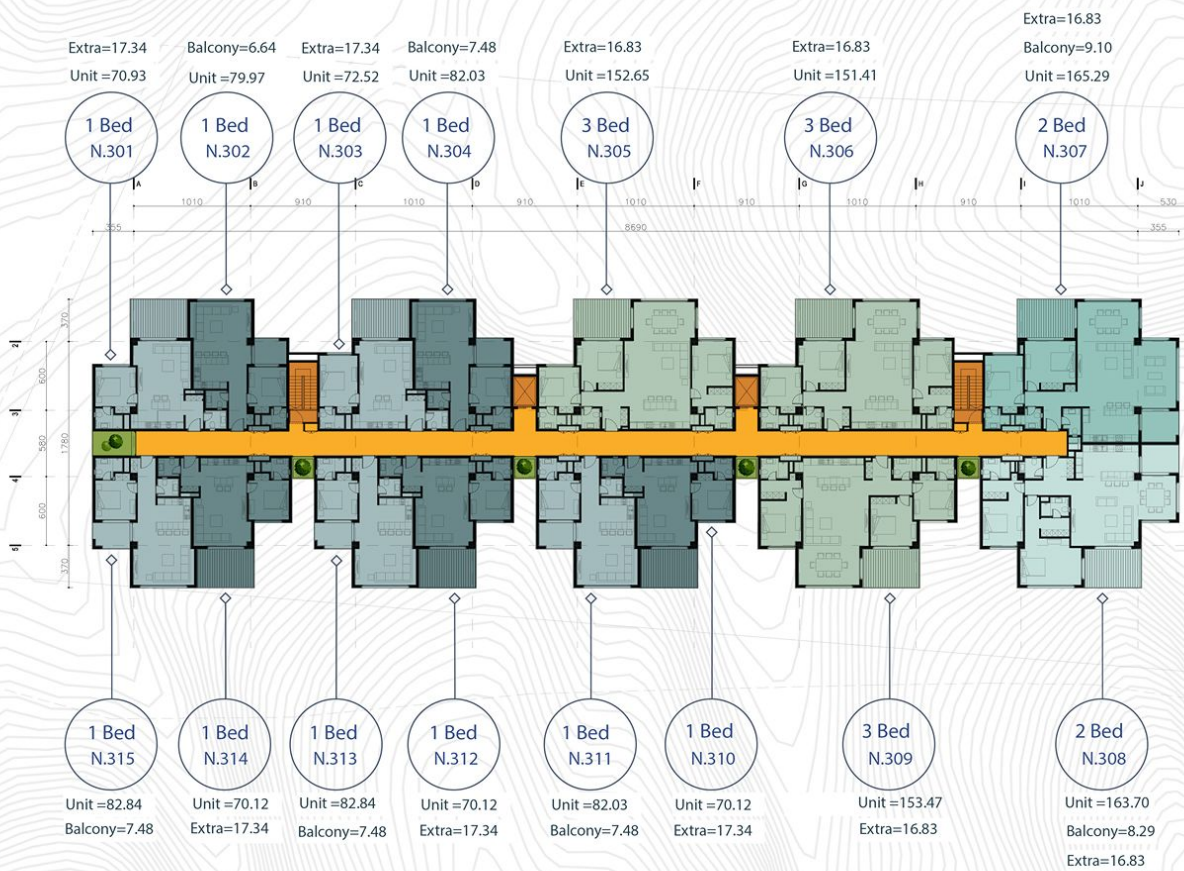 Extra=16.83
Extra=17.34 Balcony=6.64 Extra=17.34 Balcony=7.48 Extra=16.83 Extra=16.83 Balcony=9.10
Unit =70.93 Unit =79.97 Unit =72.52 Unit =82.03 Unit =152.65 Unit =151.41 Unit =165.29
1 Bed 1 Bed 1 Bed 1 Bed 3 Bed 3 Bed 2 Bed
N.301 N.302 N.303 N.304 N.305 N.306 N.307
A B C D E F G H I J
1010 910 1010 910 1010 910 1010 910 1010 530
355 8690 355
370
2
600
3
580 1780
4
600
5
370
1 Bed 1 Bed 1 Bed 1 Bed 1 Bed 1 Bed 3 Bed 2 Bed
N.315 N.314 N.313 N.312 N.311 N.310 N.309 N.308
Unit =82.84 Unit =70.12 Unit =82.84 Unit =70.12 Unit =82.03 Unit =70.12 Unit =153.47 Unit =163.70
Balcony=7.48 Extra=17.34 Balcony=7.48 Extra=17.34 Balcony=7.48 Extra=17.34 Extra=16.83 Balcony=8.29
Extra=16.83